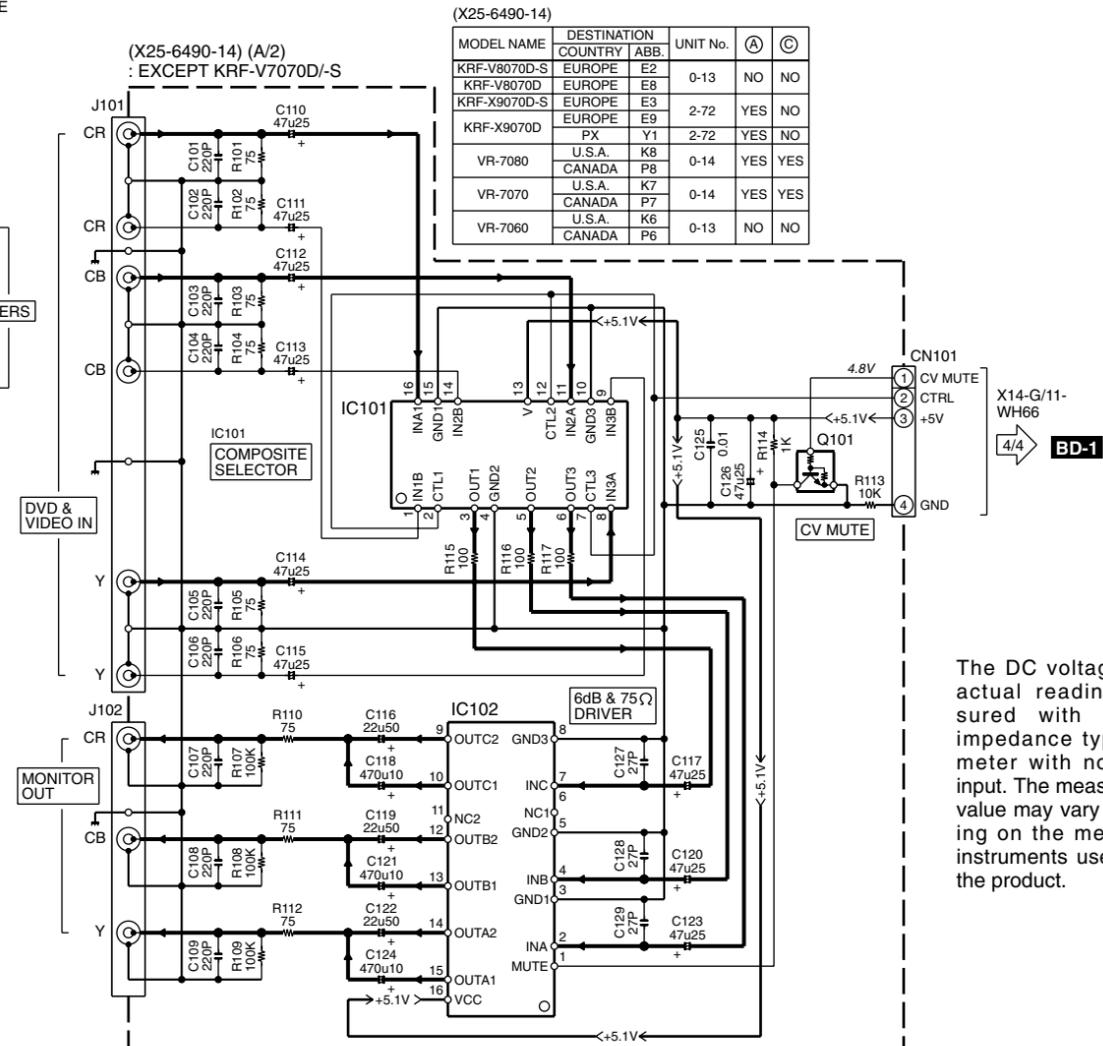 E
(X25-6490-14) (A/2)
: EXCEPT KRF-V7070D/-S
(X25-6490-14)
MODEL NAME DESTINATION UNIT No. Ⓐ Ⓒ
COUNTRY ABB.
KRF-V8070D-S EUROPE E2 0-13 NO NO
KRF-V8070D EUROPE E8
KRF-X9070D-S EUROPE E3 2-72 YES NO
KRF-X9070D EUROPE E9
PX Y1 2-72 YES NO
VR-7080 U.S.A. K8 0-14 YES YES
CANADA P8
VR-7070 U.S.A. K7 0-14 YES YES
CANADA P7
VR-7060 U.S.A. K6 0-13 NO NO
CANADA P6
J101
CR
C101 220P
R101 75
C110
47u25
+
C102 220P
R102 75
C111
47u25
+
CR
CB
C103 220P
R103 75
C112
47u25
+
C104 220P
R104 75
C113
47u25
+
CB
ERS
DVD &
VIDEO IN
IC101
COMPOSITE
SELECTOR
IC101
16 15 14 13 12 11 10 9
INA1 GND1 IN2B V CTL2 IN2A GND3 IN3B
IN1B CTL1 OUT1 GND2 OUT2 OUT3 CTL3 IN3A
1 2 3 4 5 6 7 8
R115 100
R116 100
R117 100
+5.1V
+5.1V
C125 0.01
C126 47u25
+
R114 1K
Q101
CV MUTE
R113
10K
4.8V
+5.1V
CN101
1 CV MUTE
2 CTRL
3 +5V
4 GND
X14-G/11-
WH66
4/4
BD-1
Y
C105 220P
R105 75
C114
47u25
+
C106 220P
R106 75
C115
47u25
+
Y
J102
MONITOR
OUT
CR
C107 220P
R107 100K
R110
75
C116
22u50
+
C118
470u10
+
CB
C108 220P
R108 100K
R111
75
C119
22u50
+
C121
470u10
+
Y
C109 220P
R109 100K
R112
75
C122
22u50
+
C124
470u10
+
+5.1V
IC102
6dB & 75Ω
DRIVER
9 OUTC2 GND3 8
10 OUTC1 INC 7
11 NC2 NC1 6
12 OUTB2 GND2 5
13 OUTB1 INB 4
GND1 3
14 OUTA2 INA 2
15 OUTA1 MUTE 1
16 VCC
C127 27P
C117
47u25
+
C128 27P
C120
47u25
+
C129 27P
C123
47u25
+
+5.1V
+5.1V
The DC voltag
actual readin
sured with
impedance typ
meter with no
input. The meas
value may vary
ing on the me
instruments use
the product.